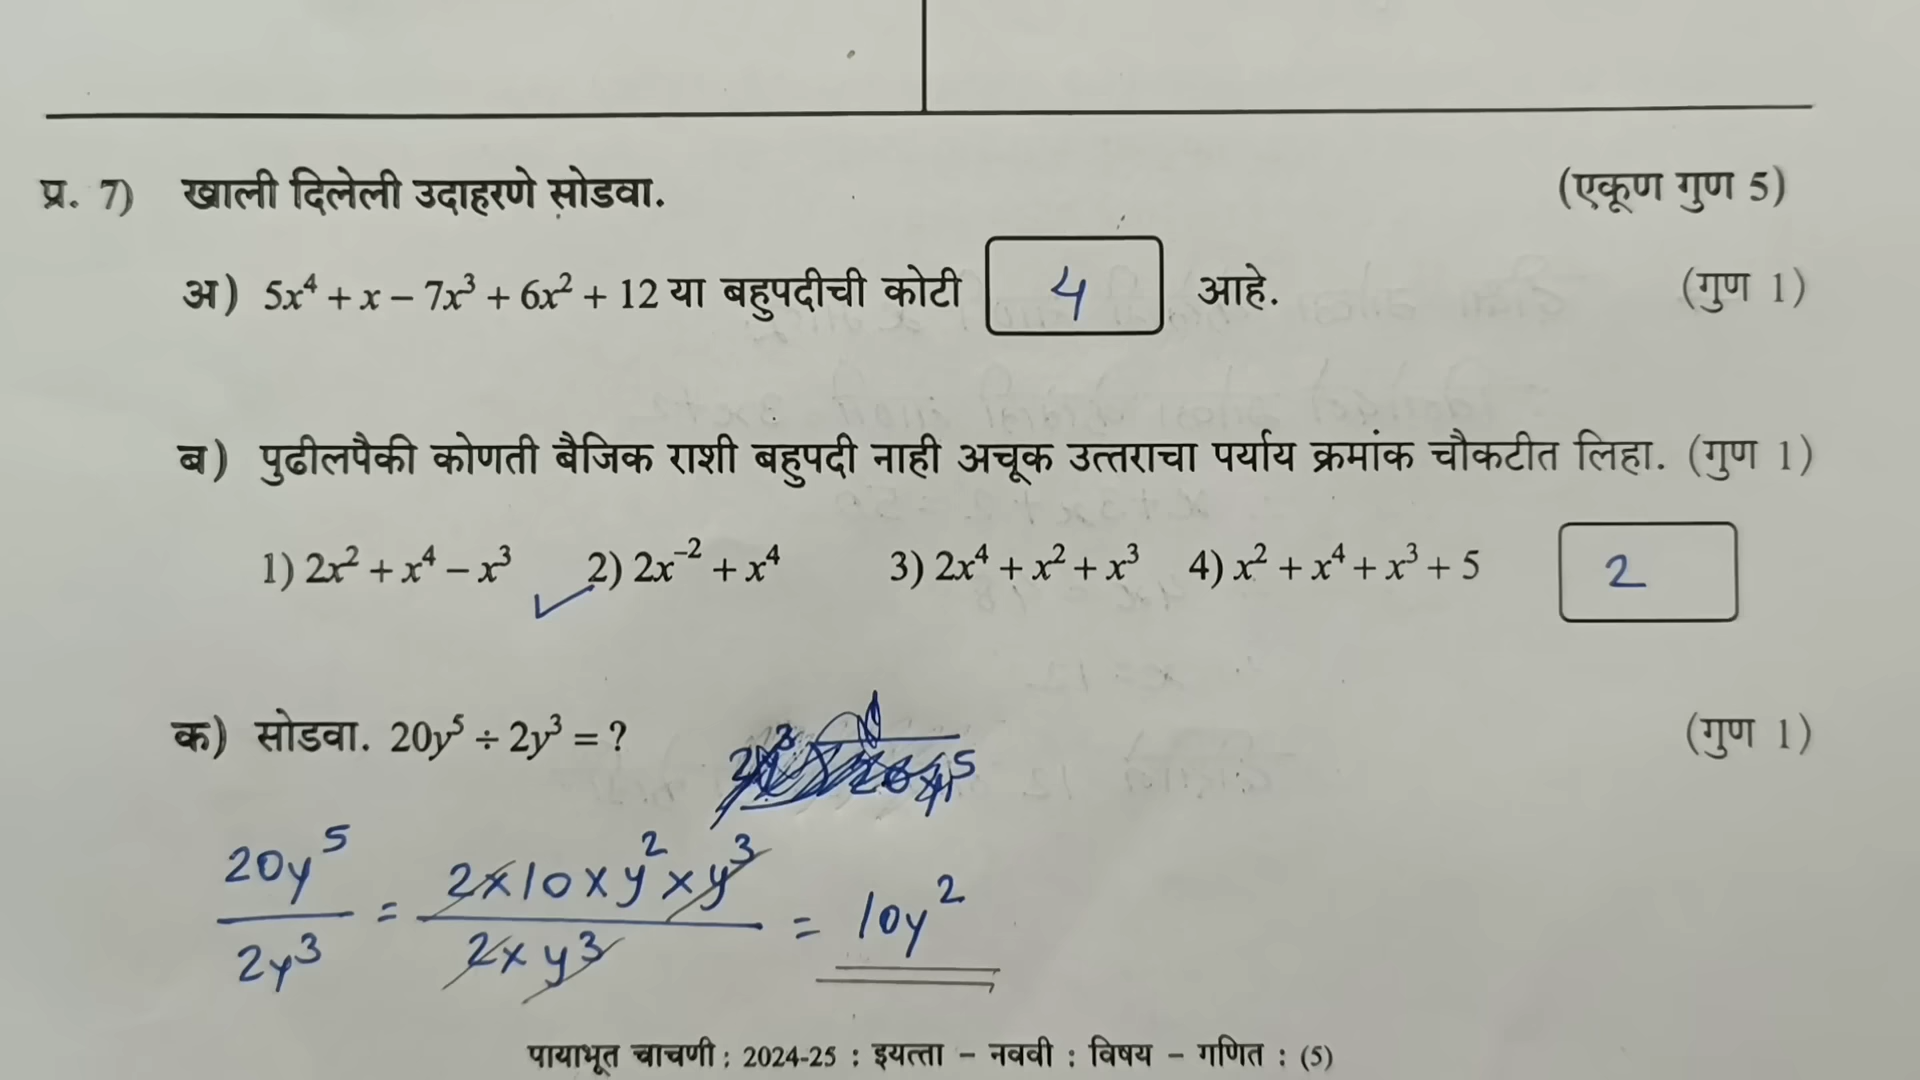 प्र. 7) खाली दिलेली उदाहरणे सोडवा. (एकूण गुण 5)
अ) 5x⁴ + x − 7x³ + 6x² + 12 या बहुपदीची कोटी 4 आहे. (गुण 1)
ब) पुढीलपैकी कोणती बैजिक राशी बहुपदी नाही अचूक उत्तराचा पर्याय क्रमांक चौकटीत लिहा. (गुण 1)
1) 2x² + x⁴ − x³ 2) 2x⁻² + x⁴ 3) 2x⁴ + x² + x³ 4) x² + x⁴ + x³ + 5 2
क) सोडवा. 20y⁵ ÷ 2y³ = ? (गुण 1)
20y⁵ / 2y³ = 2×10×y²×y³ / 2×y³ = 10y²
पायाभूत चाचणी : 2024-25 : इयत्ता – नववी : विषय – गणित : (5)